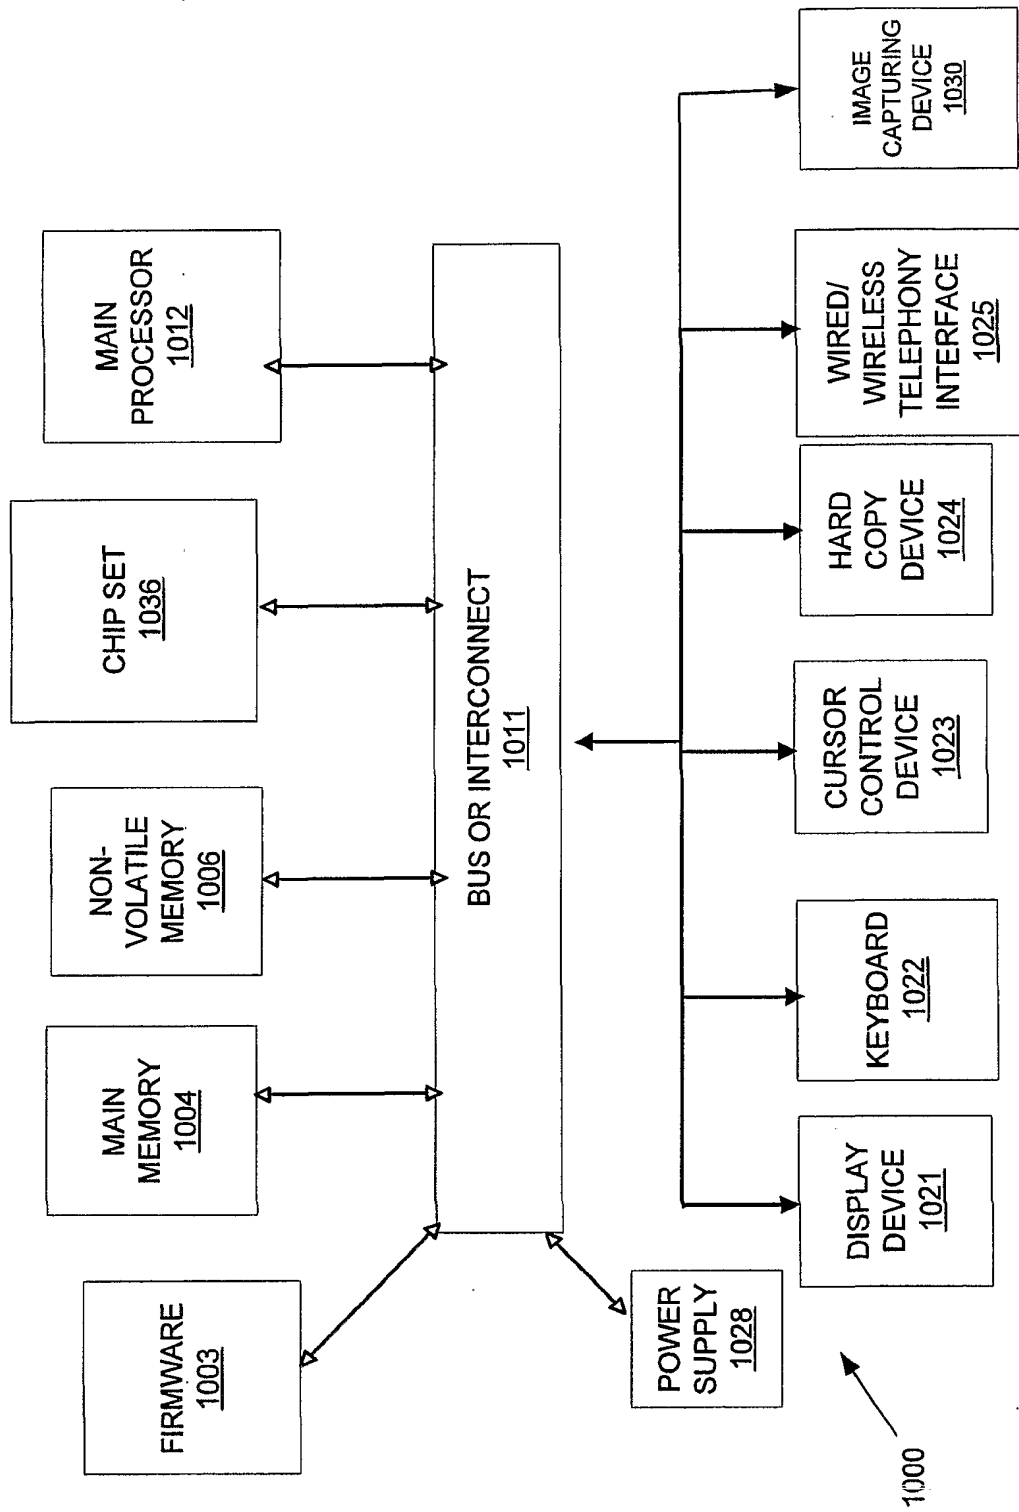 FIRMWARE
1003
MAIN
MEMORY
1004
NON-
VOLATILE
MEMORY
1006
CHIP SET
1036
MAIN
PROCESSOR
1012
BUS OR INTERCONNECT
1011
POWER
SUPPLY
1028
DISPLAY
DEVICE
1021
KEYBOARD
1022
CURSOR
CONTROL
DEVICE
1023
HARD
COPY
DEVICE
1024
WIRED/
WIRELESS
TELEPHONY
INTERFACE
1025
IMAGE
CAPTURING
DEVICE
1030
1000